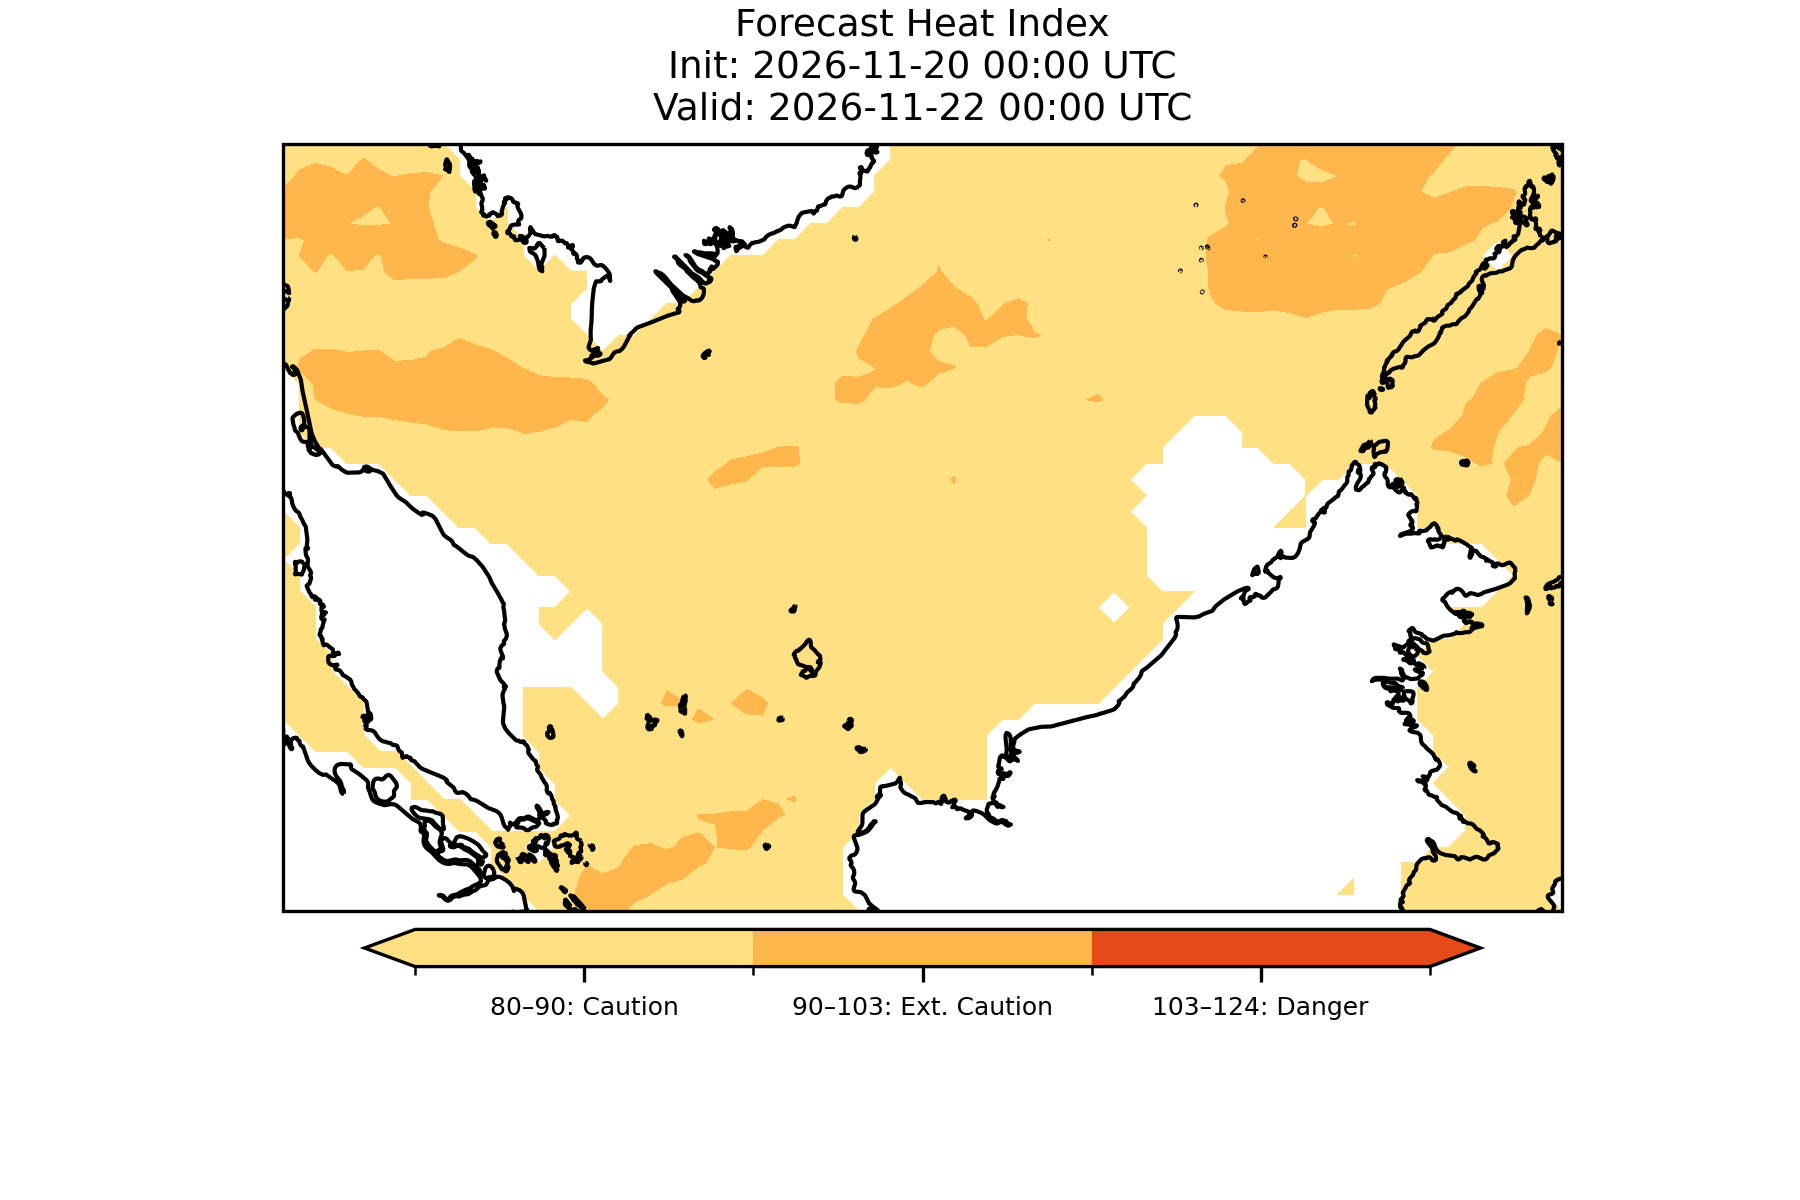 Forecast Heat Index
Init: 2026-11-20 00:00 UTC
Valid: 2026-11-22 00:00 UTC
80–90: Caution
90–103: Ext. Caution
103–124: Danger